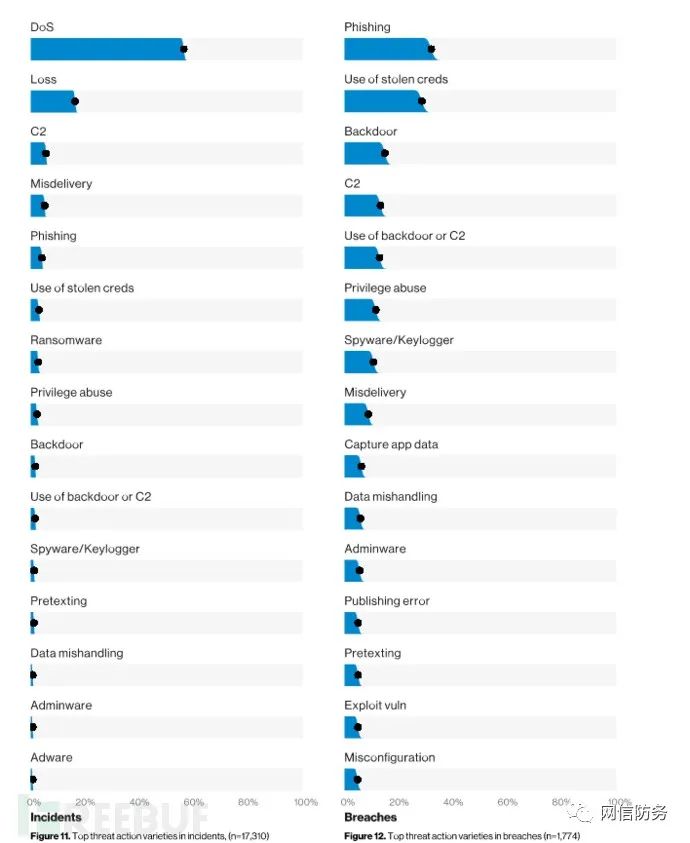 DoS
Loss
C2
Misdelivery
Phishing
Use of stolen creds
Ransomware
Privilege abuse
Backdoor
Use of backdoor or C2
Spyware/Keylogger
Pretexting
Data mishandling
Adminware
Adware
0% 20% 40% 60% 80% 100%
Incidents
Figure 11. Top threat action varieties in incidents, (n=17,310)
Phishing
Use of stolen creds
Backdoor
C2
Use of backdoor or C2
Privilege abuse
Spyware/Keylogger
Misdelivery
Capture app data
Data mishandling
Adminware
Publishing error
Pretexting
Exploit vuln
Misconfiguration
0% 20% 40% 60% 80% 100%
Breaches
Figure 12. Top threat action varieties in breaches (n=1,774)
REEBUF
网信防务